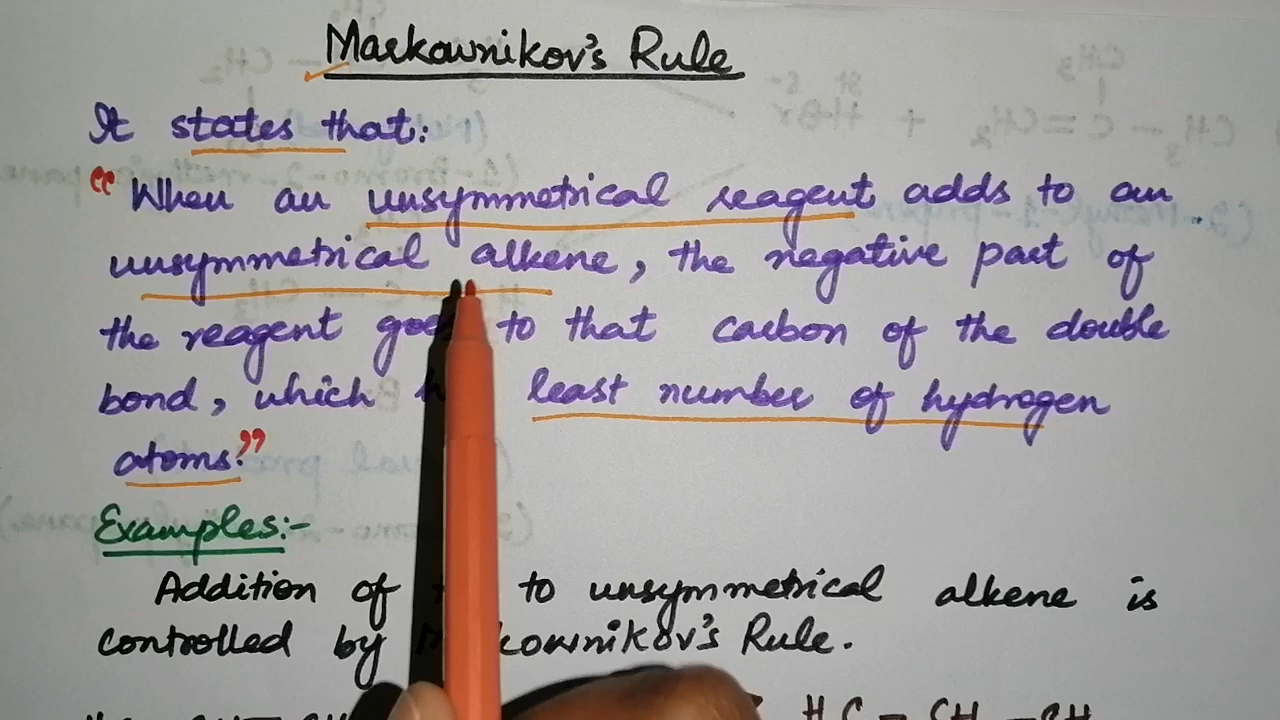 Markownikov's Rule
It states that:
"When an unsymmetrical reagent adds to an
unsymmetrical alkene, the negative part of
the reagent goes to that carbon of the double
bond, which least number of hydrogen
atoms."
Examples:-
Addition of to unsymmetrical alkene is
controlled by Markownikov's Rule.